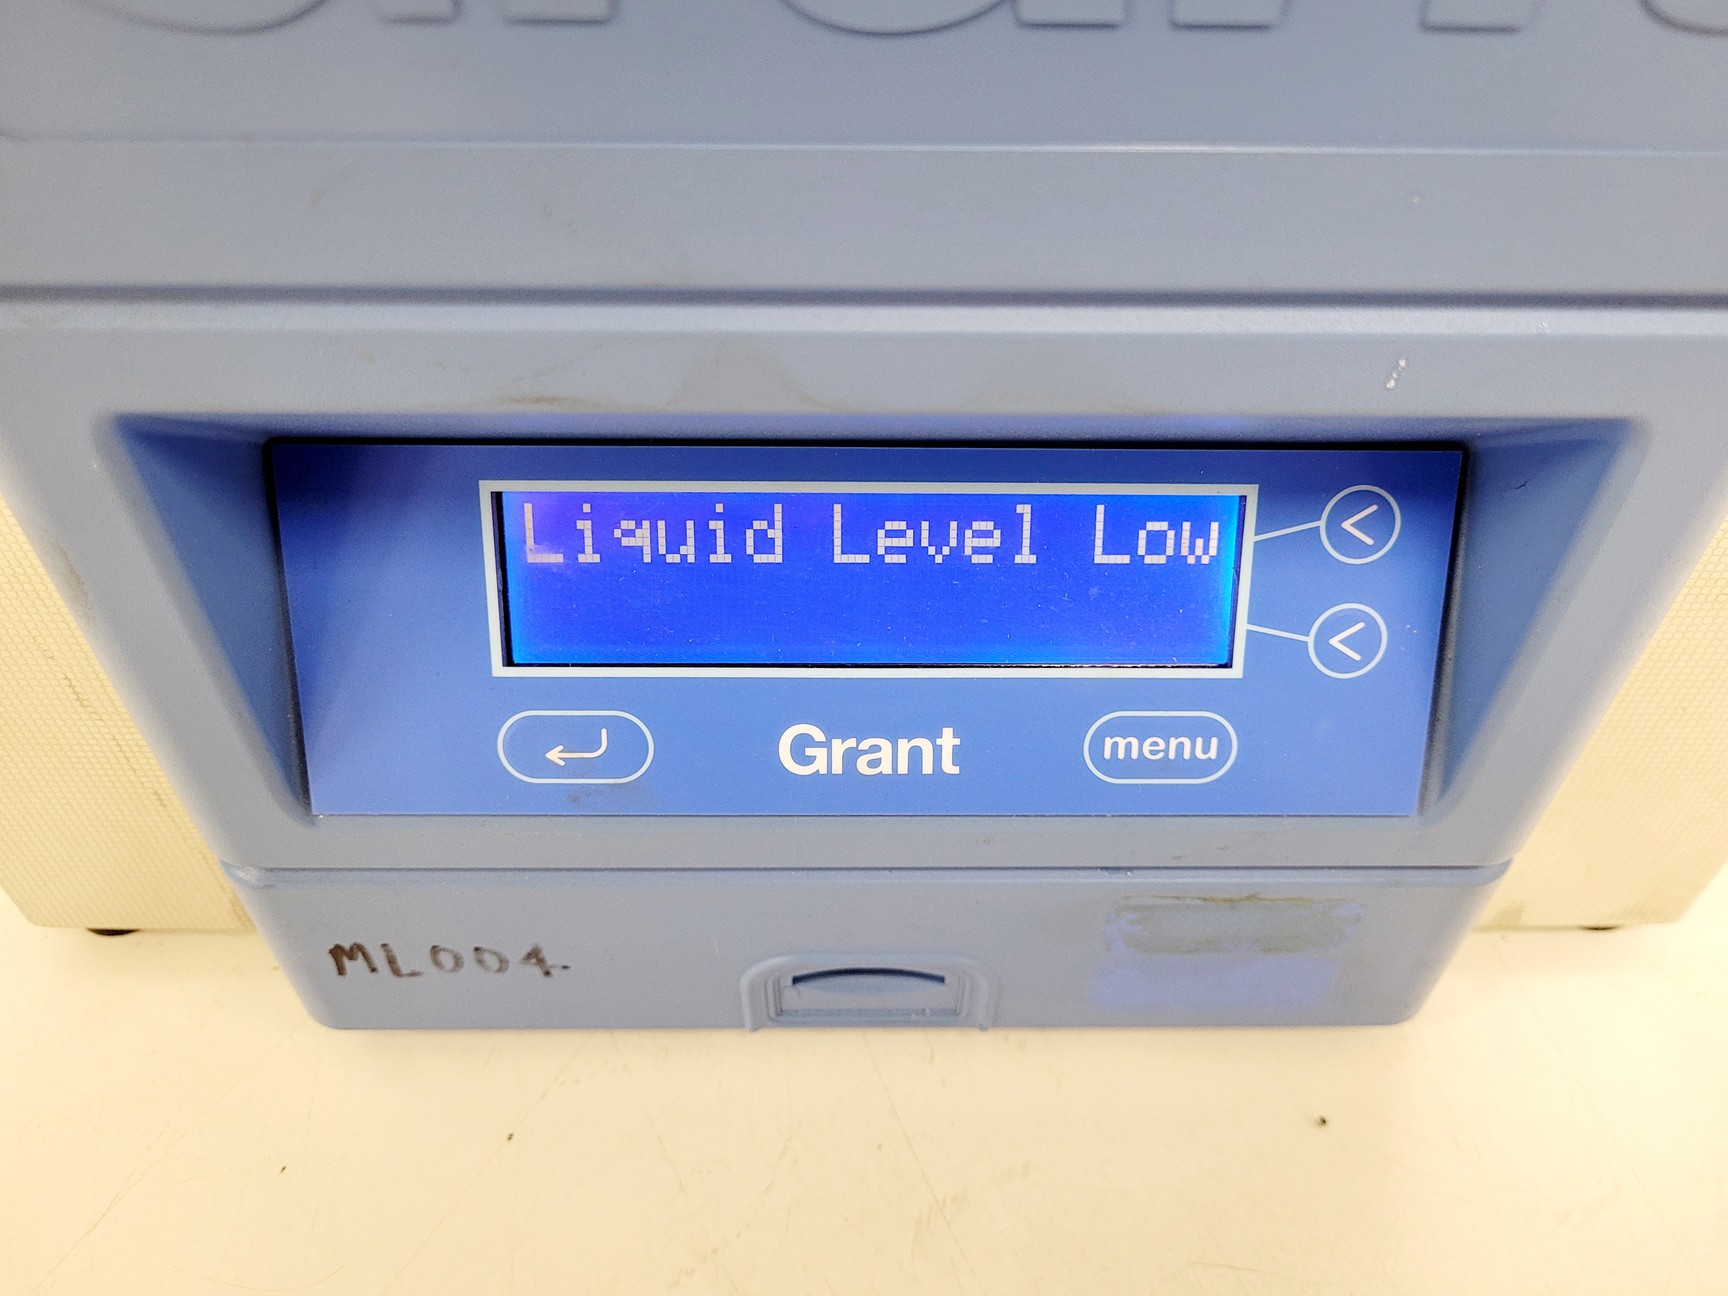 Liquid Level Low
<
<
Grant
menu
ML004.